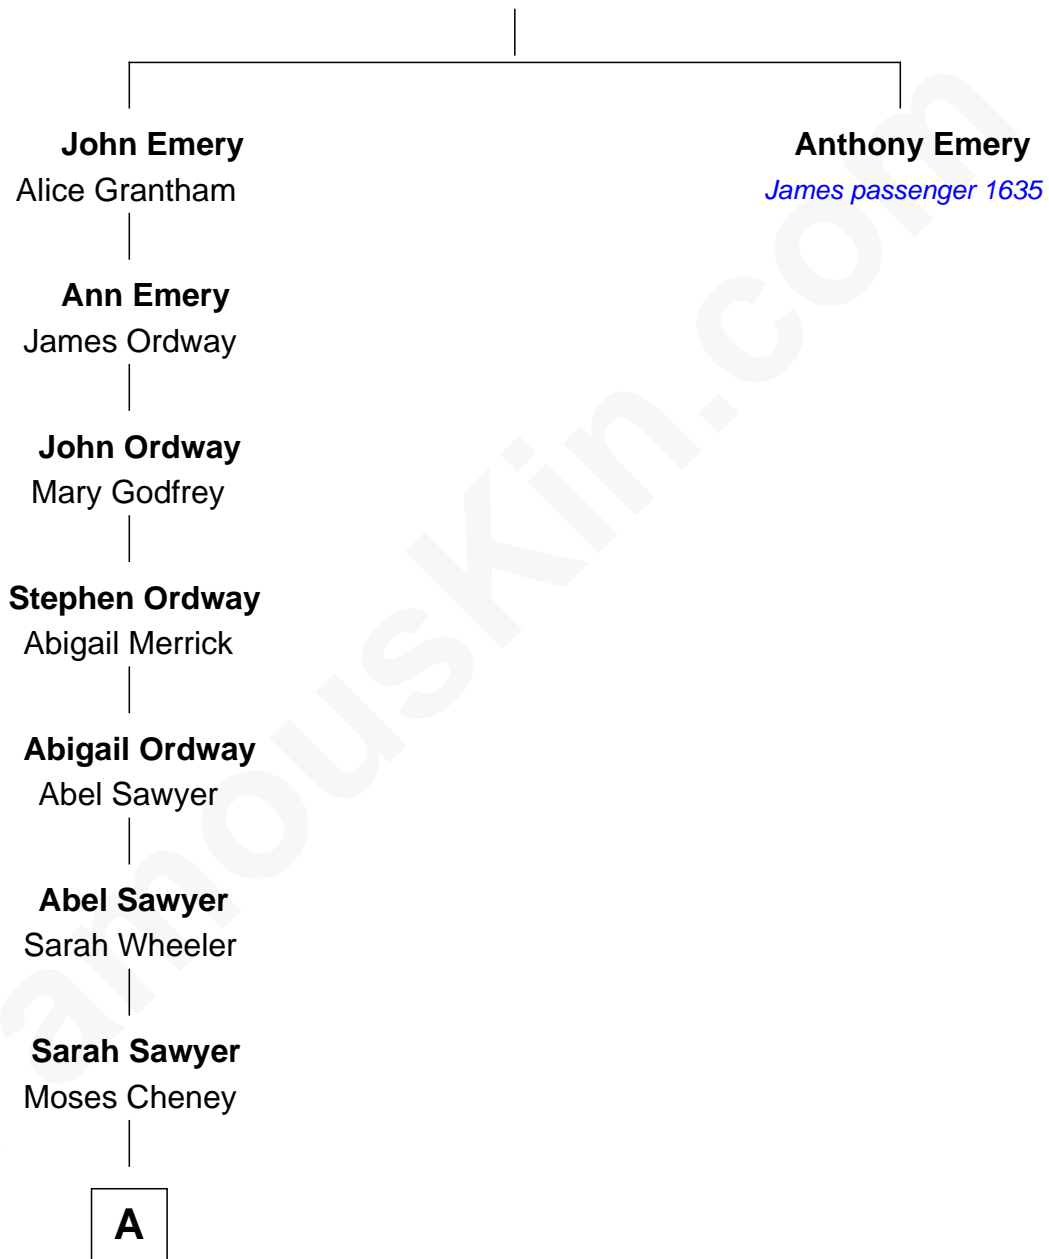 John Emery
Alice Grantham
Anthony Emery
James passenger 1635
Ann Emery
James Ordway
John Ordway
Mary Godfrey
Stephen Ordway
Abigail Merrick
Abigail Ordway
Abel Sawyer
Abel Sawyer
Sarah Wheeler
Sarah Sawyer
Moses Cheney
A
amouskin.com